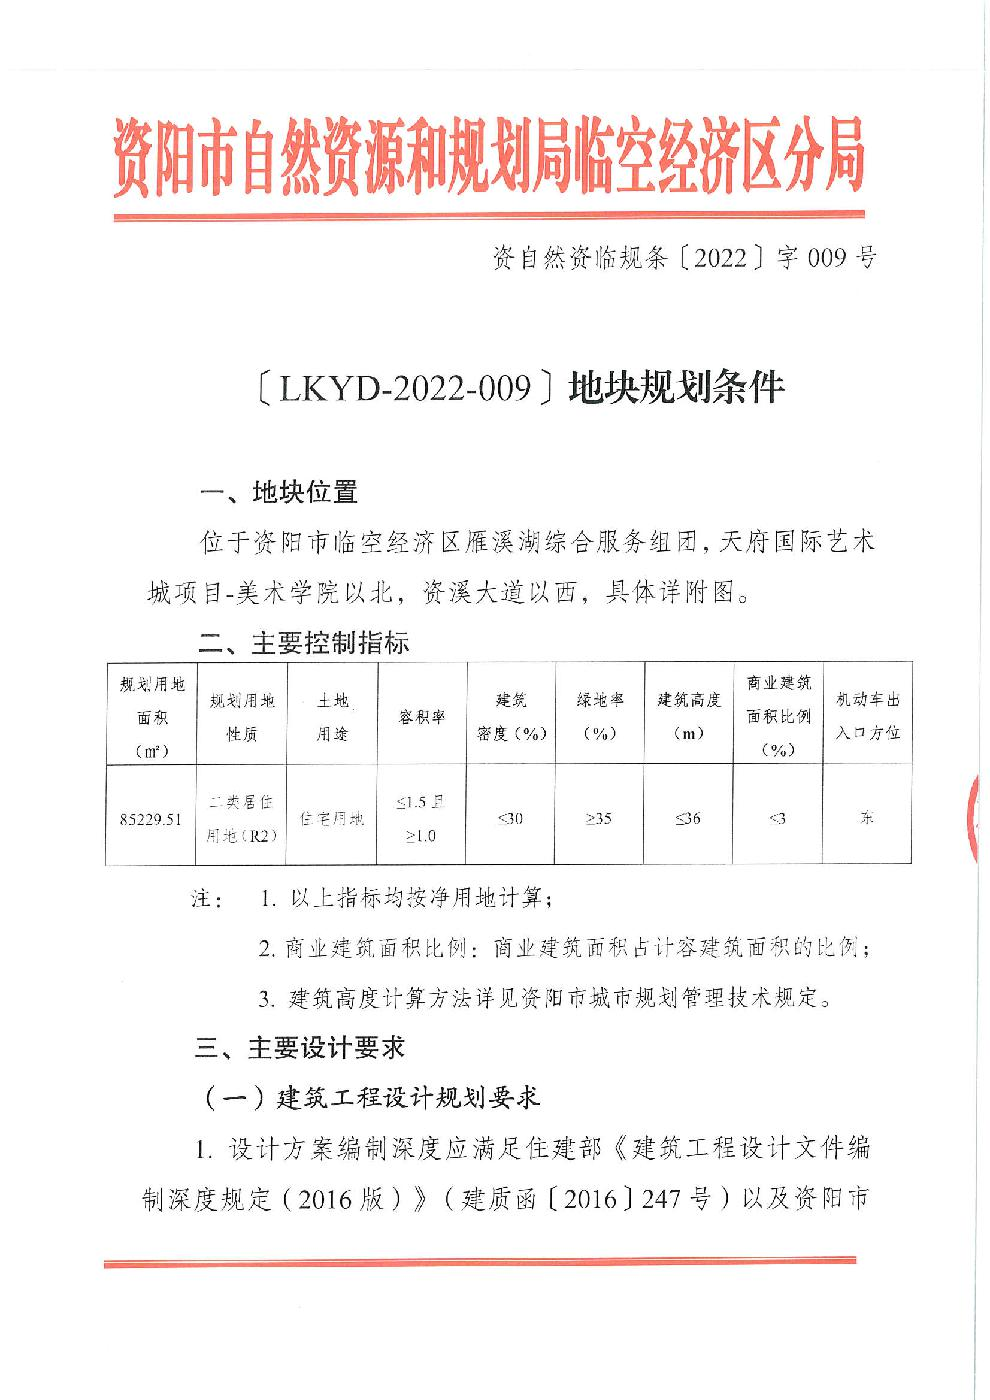 资阳市自然资源和规划局临空经济区分局
资自然资临规条〔2022〕字 009 号
〔LKYD-2022-009〕地块规划条件
一、地块位置
位于资阳市临空经济区雁溪湖综合服务组团，天府国际艺术
城项目-美术学院以北，资溪大道以西，具体详附图。
二、主要控制指标
规划用地面积（㎡） 规划用地性质 土地用途 容积率 建筑密度（%） 绿地率（%） 建筑高度（m） 商业建筑面积比例（%） 机动车出入口方位
85229.51 二类居住用地（R2） 住宅用地 ≤1.5 且≥1.0 ≤30 ≥35 ≤36 ≤3 东
注： 1. 以上指标均按净用地计算；
2. 商业建筑面积比例：商业建筑面积占计容建筑面积的比例；
3. 建筑高度计算方法详见资阳市城市规划管理技术规定。
三、主要设计要求
（一）建筑工程设计规划要求
1. 设计方案编制深度应满足住建部《建筑工程设计文件编
制深度规定（2016 版）》（建质函〔2016〕247 号）以及资阳市